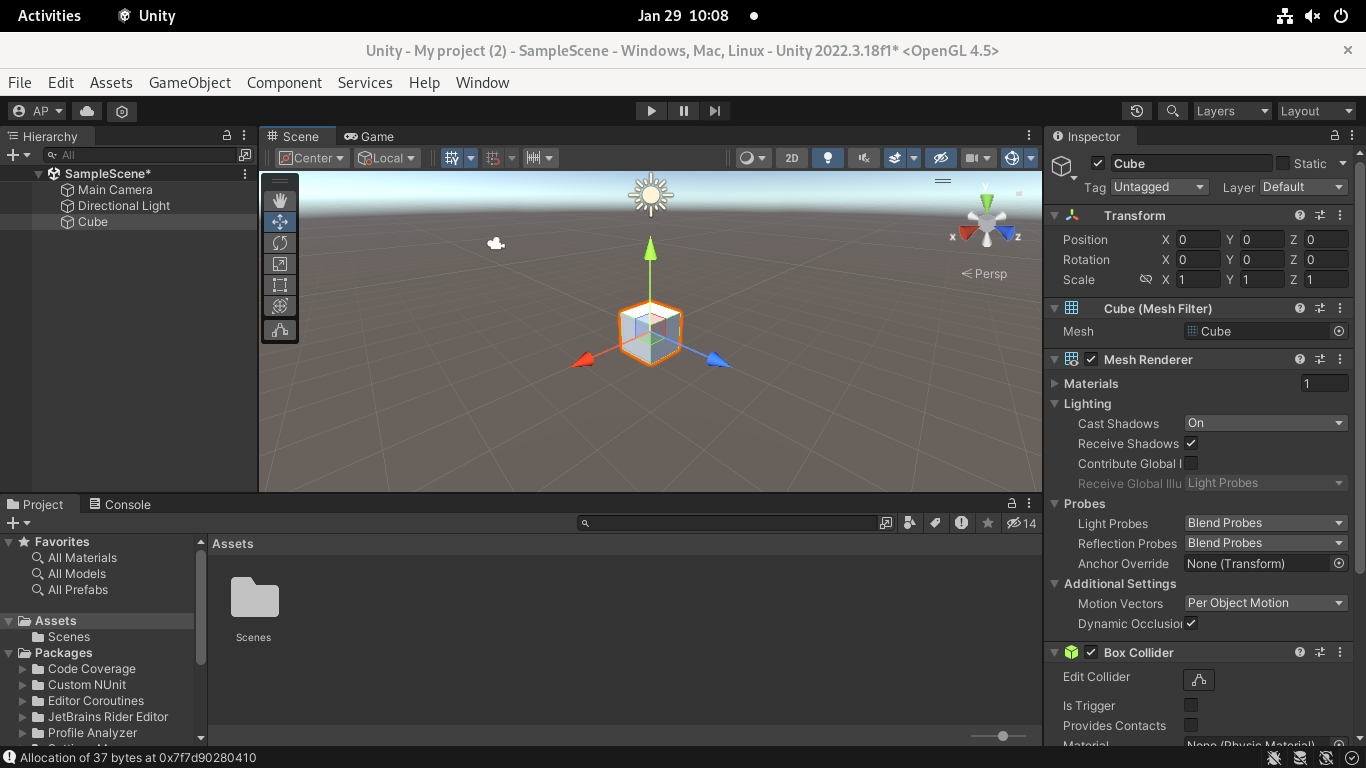 Activities Unity Jan 29 10:08
Unity - My project (2) - SampleScene - Windows, Mac, Linux - Unity 2022.3.18f1* <OpenGL 4.5>
File Edit Assets GameObject Component Services Help Window
AP Layers Layout
Hierarchy
All
SampleScene*
Main Camera
Directional Light
Cube
Scene Game
Center Local 2D
y
x z
Persp
Inspector
Cube Static
Tag Untagged Layer Default
Transform
Position X 0 Y 0 Z 0
Rotation X 0 Y 0 Z 0
Scale X 1 Y 1 Z 1
Cube (Mesh Filter)
Mesh Cube
Mesh Renderer
Materials 1
Lighting
Cast Shadows On
Receive Shadows
Contribute Global I
Receive Global Illu Light Probes
Probes
Light Probes Blend Probes
Reflection Probes Blend Probes
Anchor Override None (Transform)
Additional Settings
Motion Vectors Per Object Motion
Dynamic Occlusio
Box Collider
Edit Collider
Is Trigger
Provides Contacts
Material None (Physic Material)
Project Console
14
Favorites
All Materials
All Models
All Prefabs
Assets
Scenes
Packages
Code Coverage
Custom NUnit
Editor Coroutines
JetBrains Rider Editor
Profile Analyzer
Assets
Scenes
Allocation of 37 bytes at 0x7f7d90280410